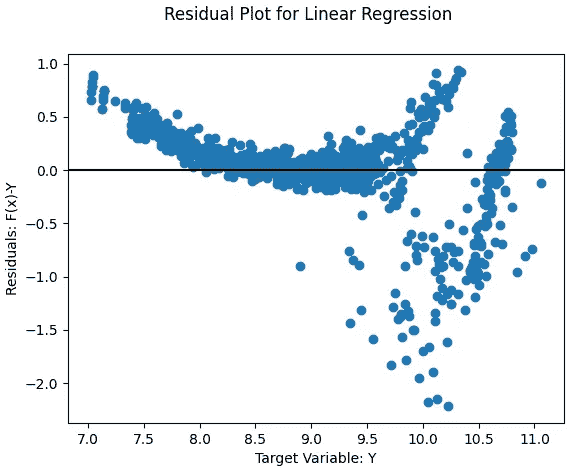 Residual Plot for Linear Regression
1.0
0.5
0.0
−0.5
−1.0
−1.5
−2.0
Residuals: F(x)-Y
7.0 7.5 8.0 8.5 9.0 9.5 10.0 10.5 11.0
Target Variable: Y